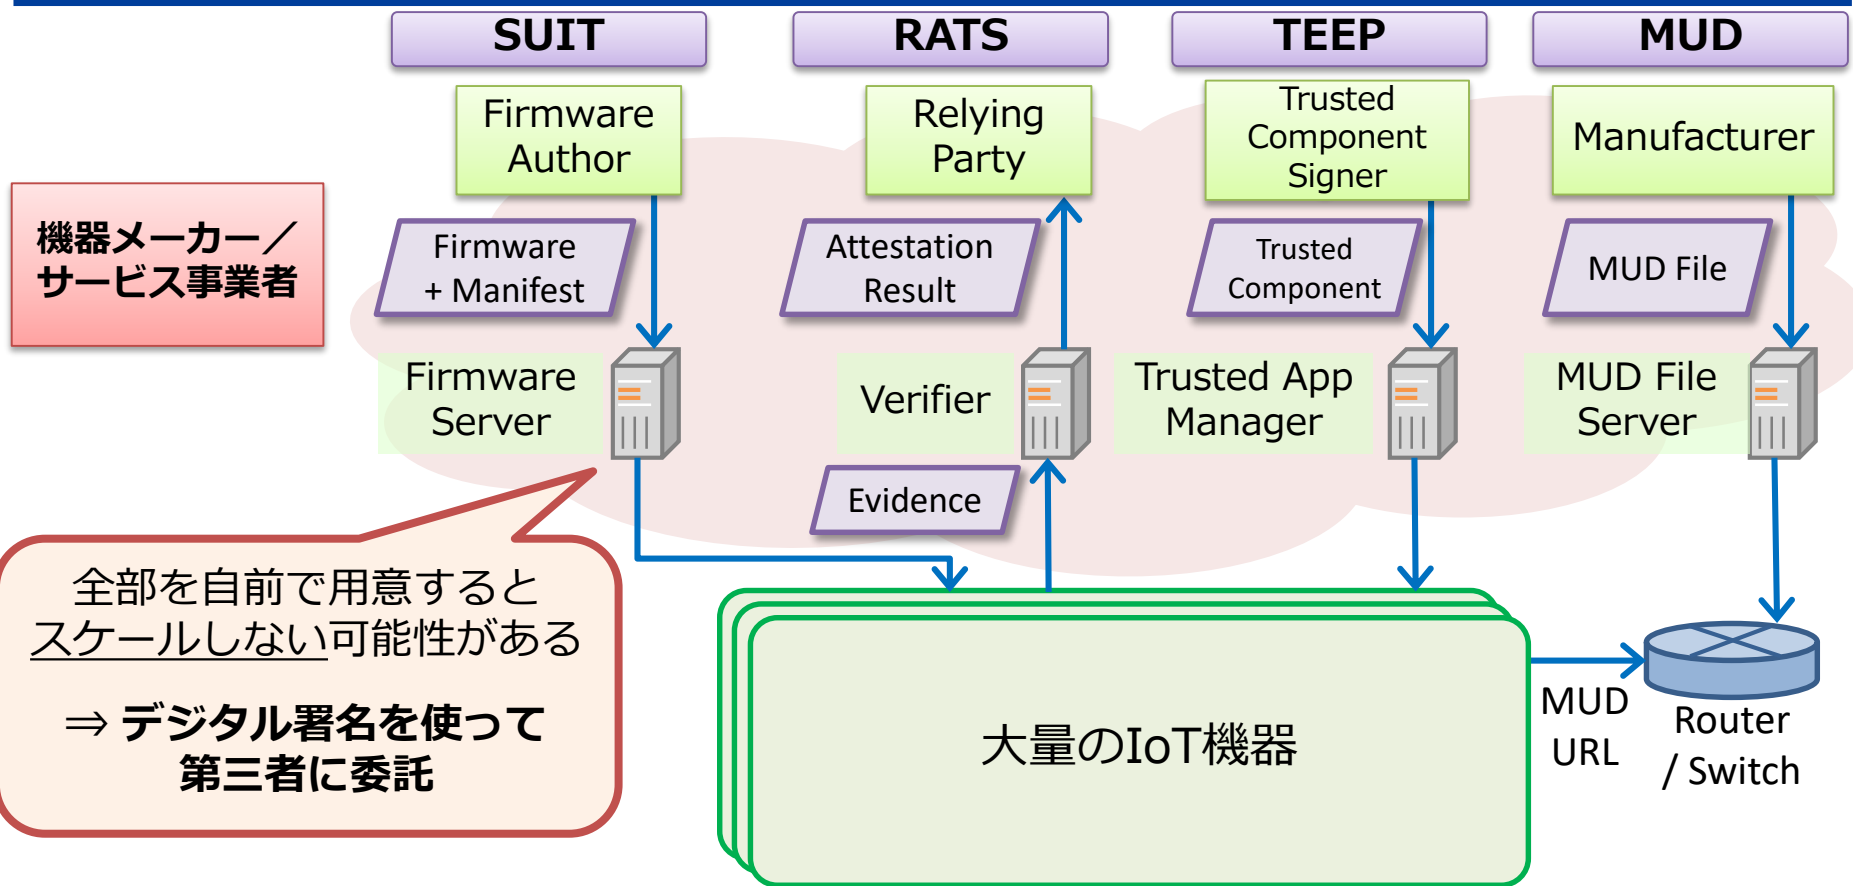 SUIT
RATS
TEEP
MUD
Firmware
Author
Relying
Party
Trusted
Component
Signer
Manufacturer
機器メーカー／
サービス事業者
Firmware
+ Manifest
Attestation
Result
Trusted
Component
MUD File
Firmware
Server
Verifier
Trusted App
Manager
MUD File
Server
Evidence
全部を自前で用意すると
スケールしない可能性がある
⇒ デジタル署名を使って
第三者に委託
大量のIoT機器
MUD
URL
Router
/ Switch